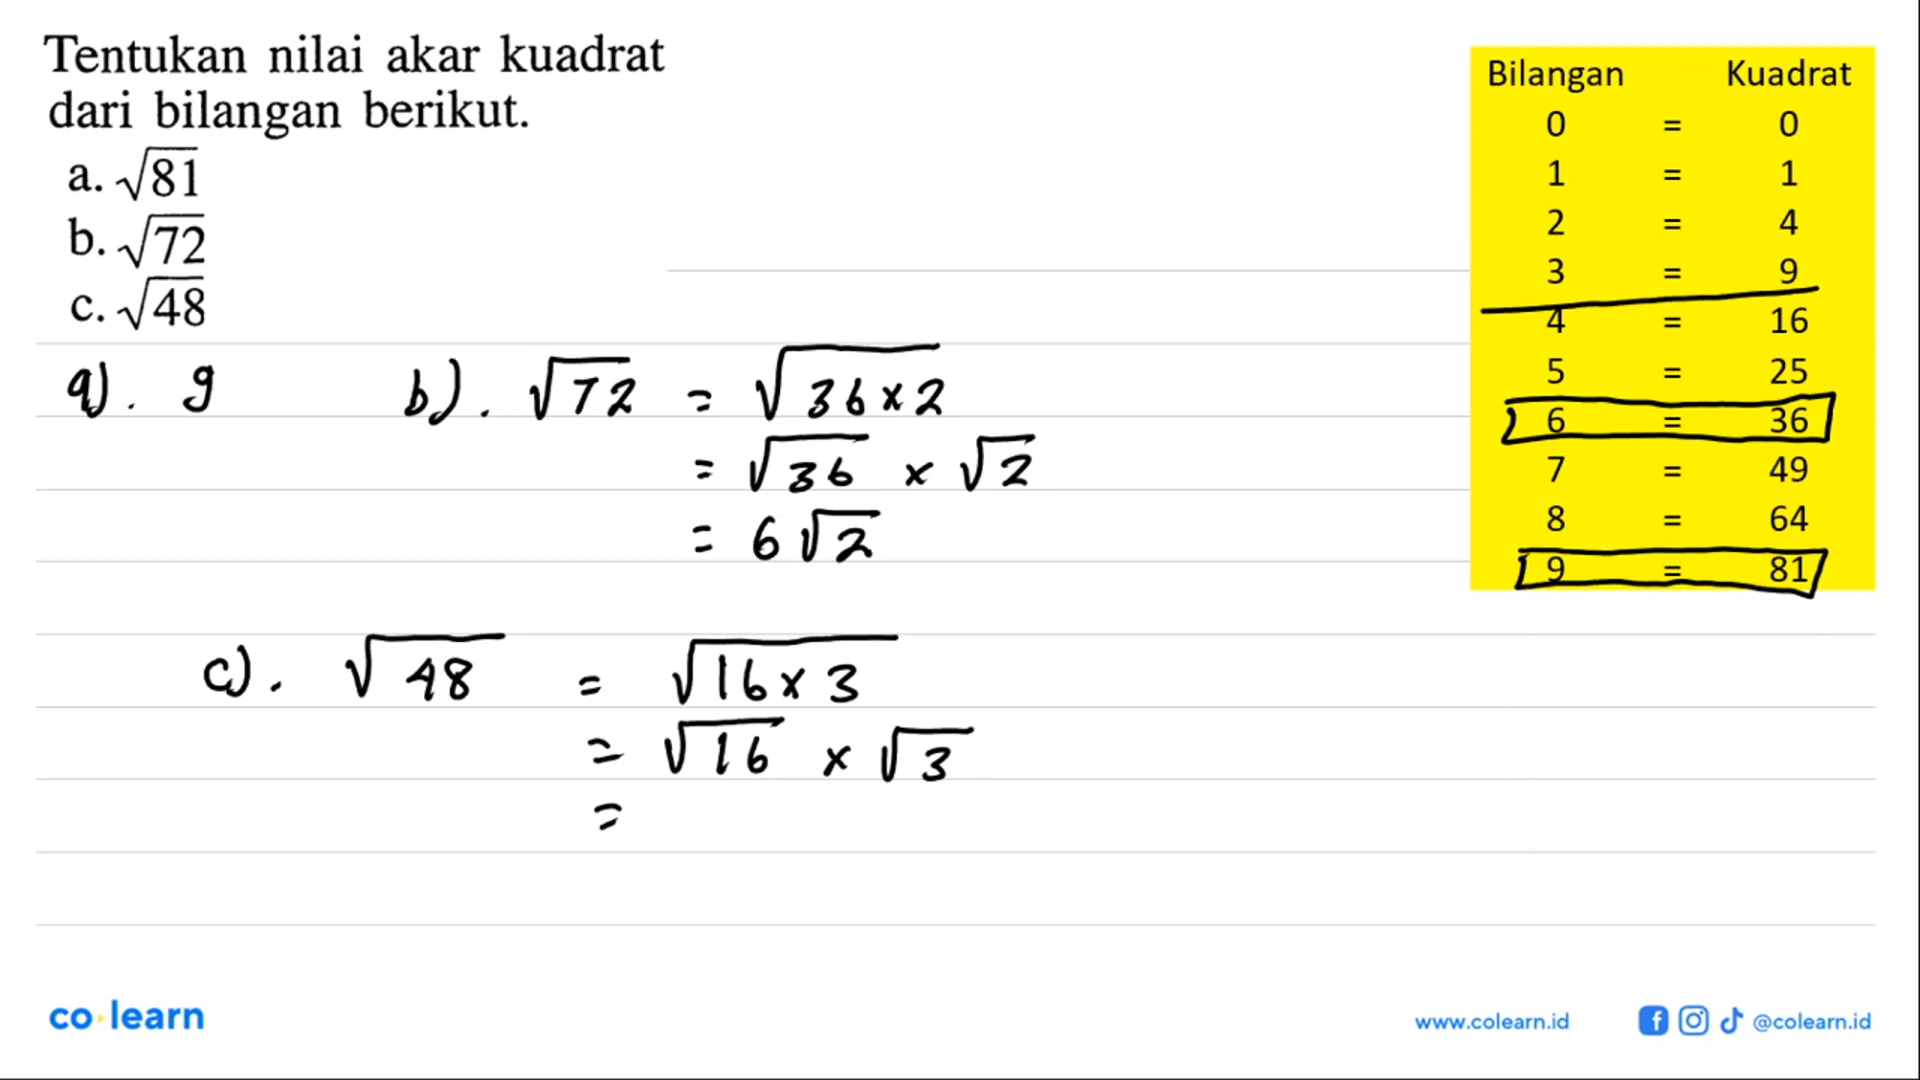 Tentukan nilai akar kuadrat
dari bilangan berikut.
a. √81
b. √72
c. √48
a). 9
b). √72 = √36×2
= √36 × √2
= 6√2
c). √48 = √16×3
= √16 × √3
=
Bilangan Kuadrat
0 = 0
1 = 1
2 = 4
3 = 9
4 = 16
5 = 25
6 = 36
7 = 49
8 = 64
9 = 81
co learn
www.colearn.id
@colearn.id